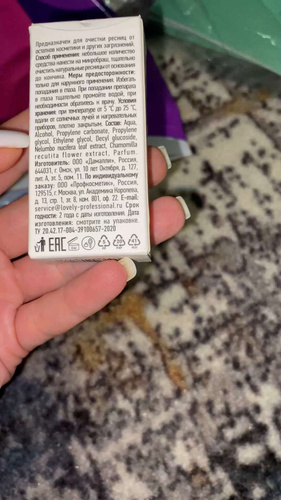 Предназначен для очистки ресниц от
остатков косметики и других загрязнений.
Способ применения: небольшое количество
средства нанести на микробраш, тщательно
очистить натуральные ресницы от основания
до кончика. Меры предосторожности:
только для наружного применения. Избегать
попадания в глаза. При попадании препарата
в глаза тщательно промойте водой, при
необходимости обратитесь к врачу. Условия
хранения: при температуре от 5 °C до 25 °C,
вдали от солнечных лучей и нагревательных
приборов, плотно закрытым. Состав: Aqua,
Alcohol, Propylene carbonate, Propylene
glycol, Ethylene glycol, Decyl glucoside,
Nelumbo nucifera leaf extract, Chamomilla
recutita flower extract, Parfum.
Изготовитель: ООО «Дамалли», Россия,
644031, г. Омск, ул. 10 лет Октября, д. 127,
лит. А, эт. 5, пом. 11. По индивидуальному
заказу: ООО «Профкосметик», Россия,
129515, г. Москва, ул. Академика Королева,
д. 13, стр. 1, эт. 8, ком. 801, оф. 22. E-mail:
service@lovely-professional.ru Срок
годности: 2 года с даты изготовления. Дата
изготовления: смотрите на упаковке.
ТУ 20.42.17-004-39100657-2020
EAC